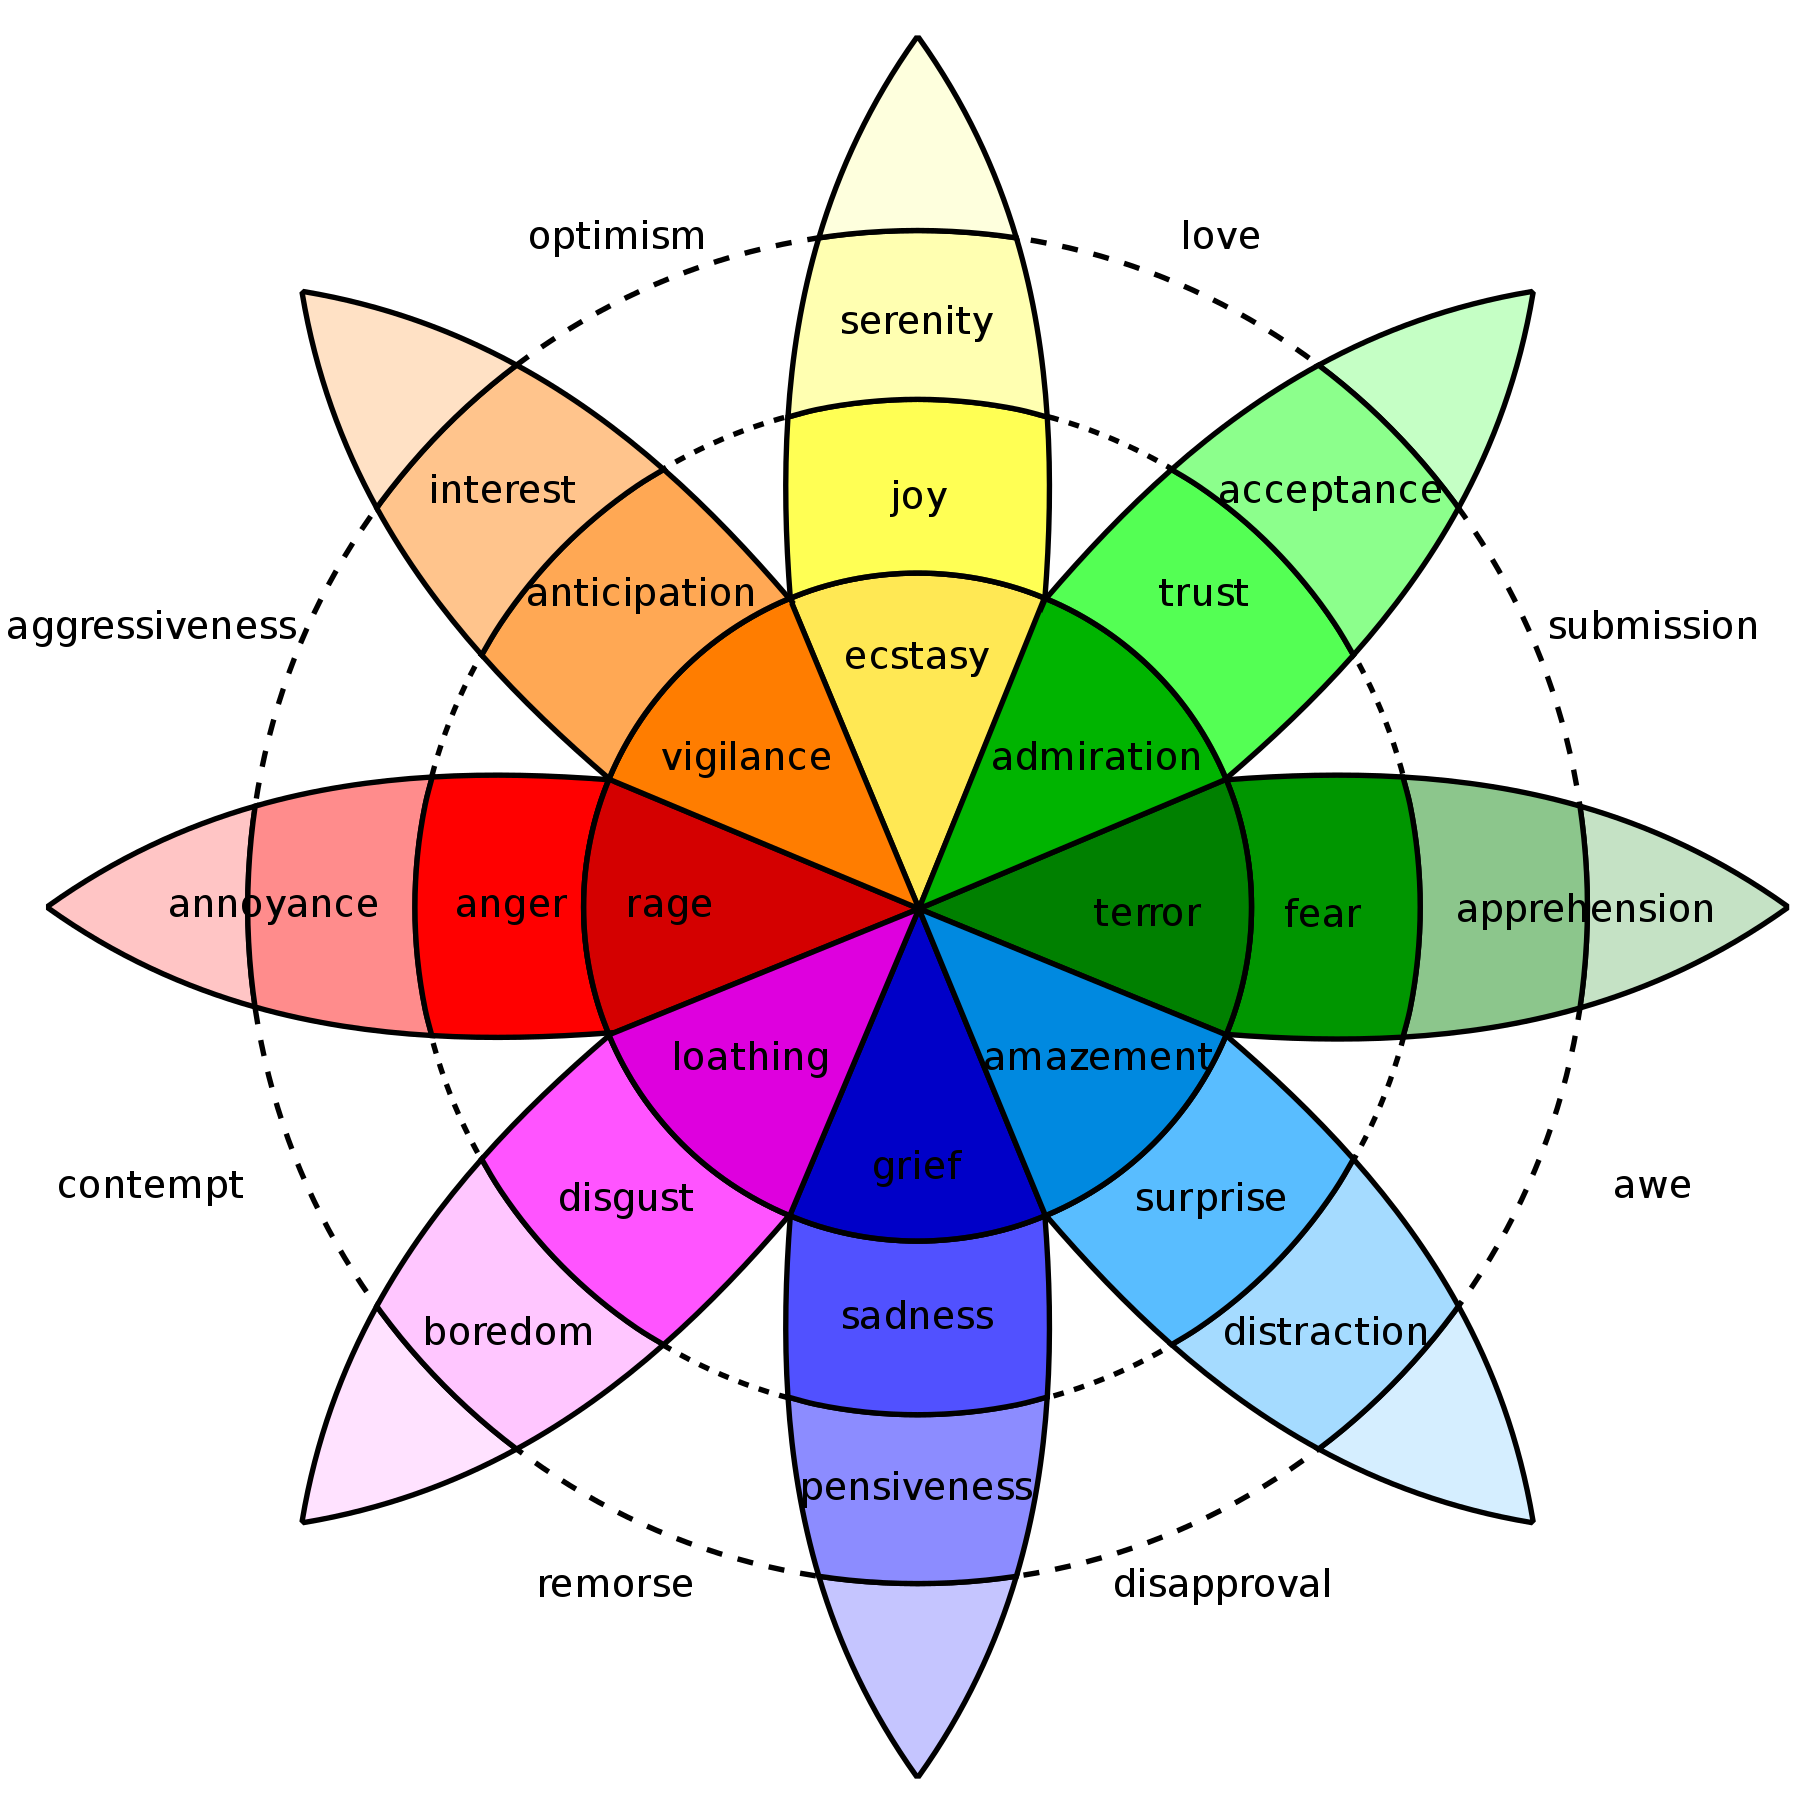 optimism
love
serenity
interest
joy
acceptance
anticipation
trust
aggressiveness
submission
ecstasy
vigilance
admiration
annoyance
anger
rage
terror
fear
apprehension
loathing
amazement
contempt
grief
awe
disgust
surprise
sadness
boredom
distraction
pensiveness
remorse
disapproval